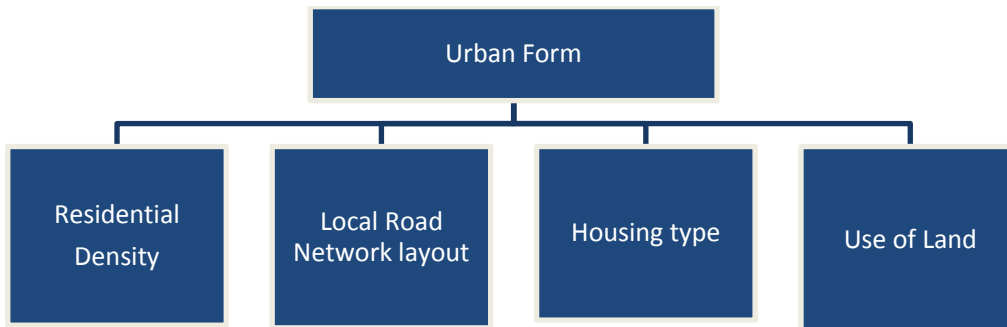 Urban Form
Residential
Density
Local Road
Network layout
Housing type
Use of Land